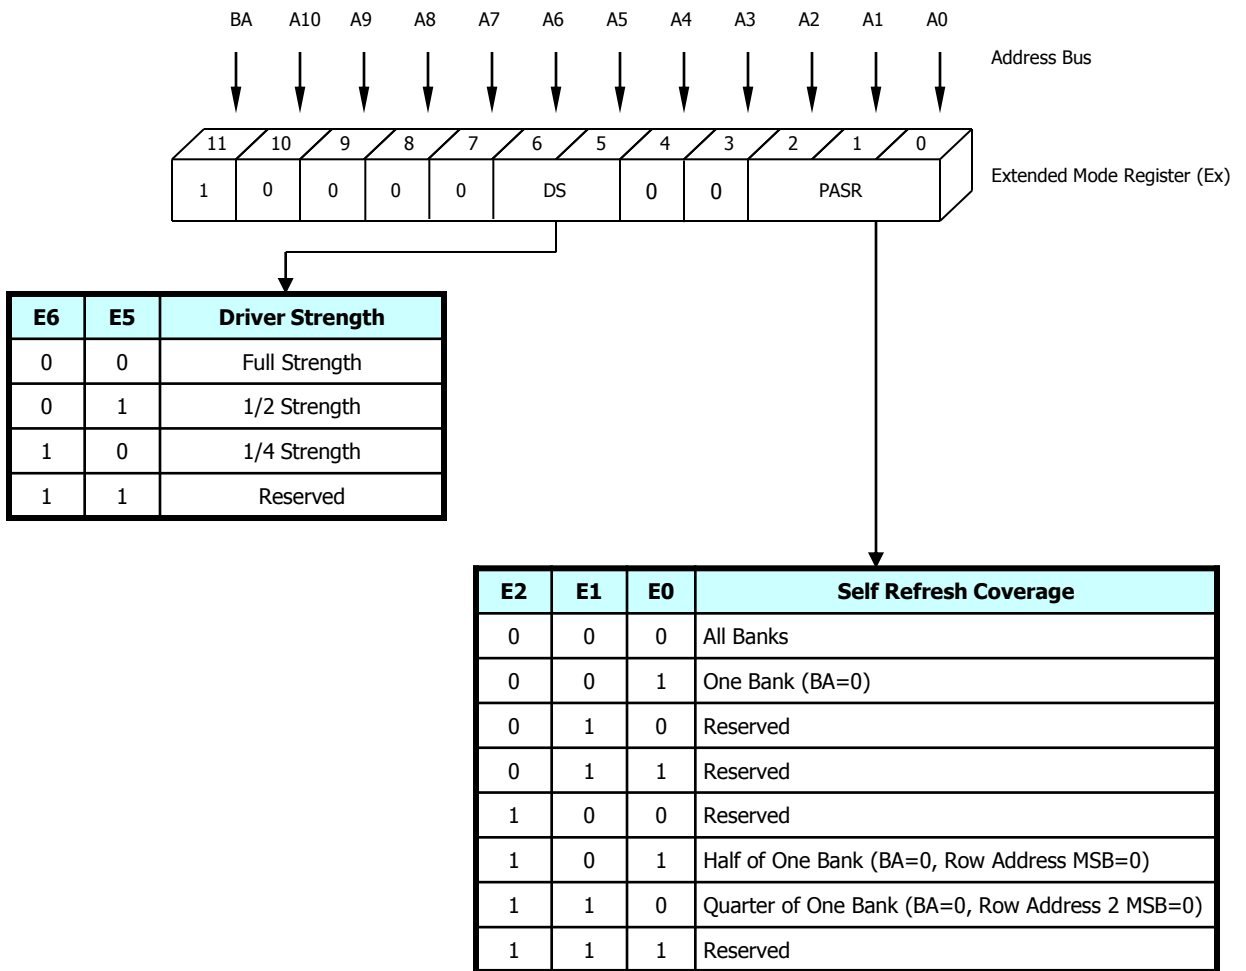 BA A10 A9 A8 A7 A6 A5 A4 A3 A2 A1 A0
Address Bus
11 10 9 8 7 6 5 4 3 2 1 0
1 0 0 0 0 DS 0 0 PASR
Extended Mode Register (Ex)
E6 E5 Driver Strength
0 0 Full Strength
0 1 1/2 Strength
1 0 1/4 Strength
1 1 Reserved
E2 E1 E0 Self Refresh Coverage
0 0 0 All Banks
0 0 1 One Bank (BA=0)
0 1 0 Reserved
0 1 1 Reserved
1 0 0 Reserved
1 0 1 Half of One Bank (BA=0, Row Address MSB=0)
1 1 0 Quarter of One Bank (BA=0, Row Address 2 MSB=0)
1 1 1 Reserved